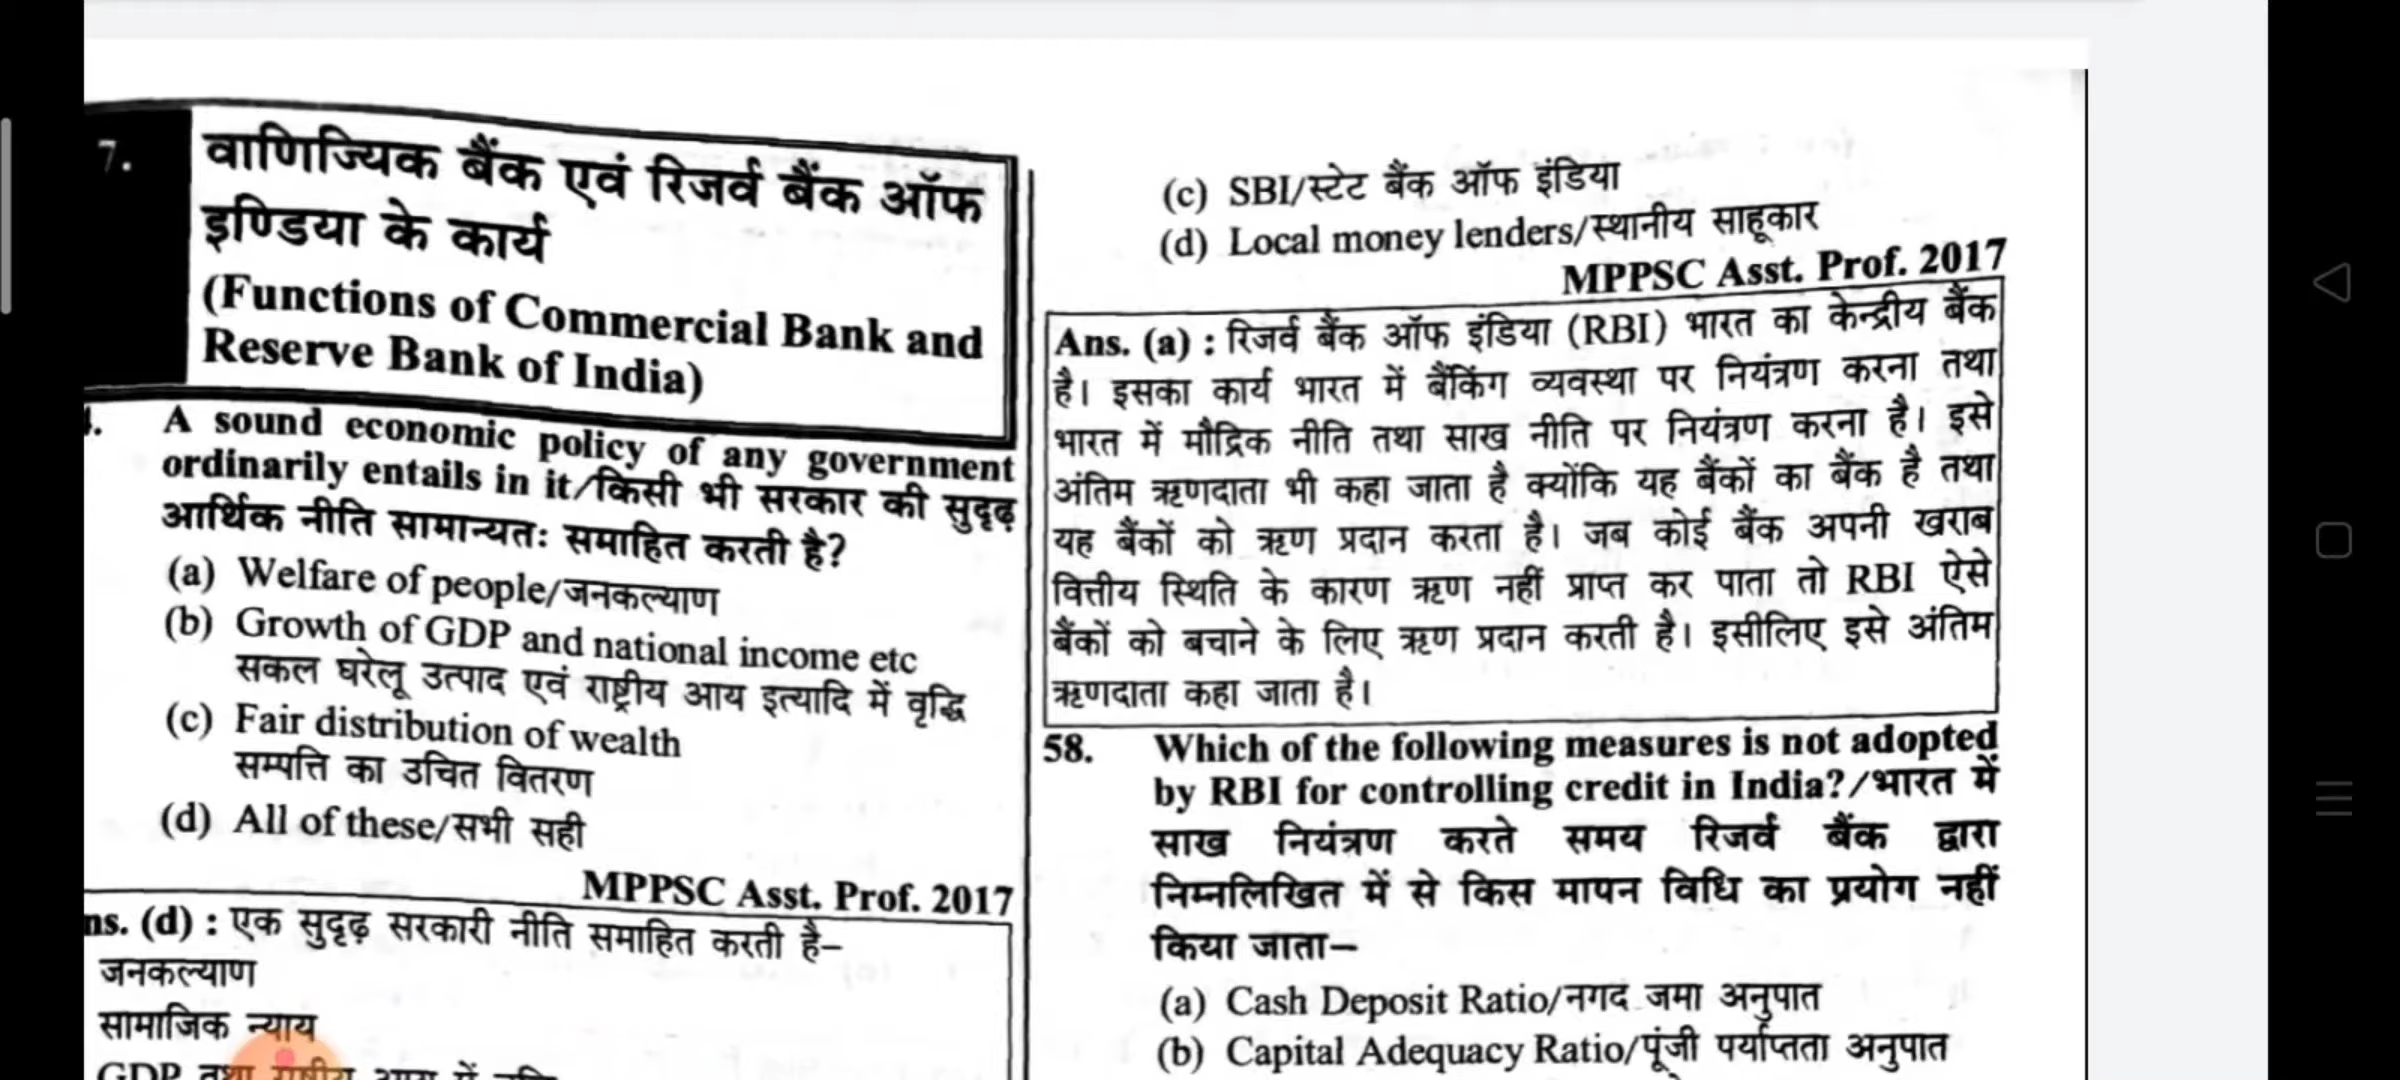 7.
वाणिज्यिक बैंक एवं रिजर्व बैंक ऑफ
इण्डिया के कार्य
(Functions of Commercial Bank and
Reserve Bank of India)
A sound economic policy of any government
ordinarily entails in it/किसी भी सरकार की सुदृढ़
आर्थिक नीति सामान्यतः समाहित करती है?
(a) Welfare of people/जनकल्याण
(b) Growth of GDP and national income etc
सकल घरेलू उत्पाद एवं राष्ट्रीय आय इत्यादि में वृद्धि
(c) Fair distribution of wealth
सम्पत्ति का उचित वितरण
(d) All of these/सभी सही
MPPSC Asst. Prof. 2017
ns. (d) : एक सुदृढ़ सरकारी नीति समाहित करती है–
जनकल्याण
सामाजिक न्याय
GDP तथा
(c) SBI/स्टेट बैंक ऑफ इंडिया
(d) Local money lenders/स्थानीय साहूकार
MPPSC Asst. Prof. 2017
Ans. (a) : रिजर्व बैंक ऑफ इंडिया (RBI) भारत का केन्द्रीय बैंक
है। इसका कार्य भारत में बैंकिंग व्यवस्था पर नियंत्रण करना तथा
भारत में मौद्रिक नीति तथा साख नीति पर नियंत्रण करना है। इसे
अंतिम ऋणदाता भी कहा जाता है क्योंकि यह बैंकों का बैंक है तथा
यह बैंकों को ऋण प्रदान करता है। जब कोई बैंक अपनी खराब
वित्तीय स्थिति के कारण ऋण नहीं प्राप्त कर पाता तो RBI ऐसे
बैंकों को बचाने के लिए ऋण प्रदान करती है। इसीलिए इसे अंतिम
ऋणदाता कहा जाता है।
58. Which of the following measures is not adopted
by RBI for controlling credit in India?/भारत में
साख नियंत्रण करते समय रिजर्व बैंक द्वारा
निम्नलिखित में से किस मापन विधि का प्रयोग नहीं
किया जाता–
(a) Cash Deposit Ratio/नगद जमा अनुपात
(b) Capital Adequacy Ratio/पूंजी पर्याप्तता अनुपात